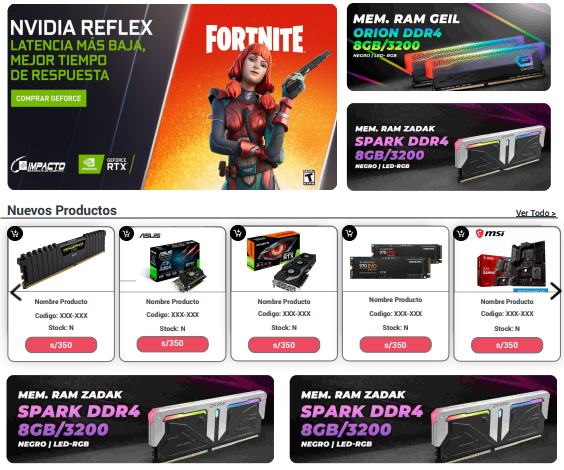 NVIDIA REFLEX
LATENCIA MÁS BAJA,
MEJOR TIEMPO
DE RESPUESTA
COMPRAR GEFORCE
IMPACTO
NVIDIA
GEFORCE
RTX
FORTNITE
T
MEM. RAM GEIL
ORION DDR4
8GB/3200
NEGRO | LED- RGB
MEM. RAM ZADAK
SPARK DDR4
8GB/3200
NEGRO | LED-RGB
Nuevos Productos
Ver Todo >
VENGEANCE
Nombre Producto
Codigo: XXX-XXX
Stock: N
s/350
ASUS
Nombre Producto
Codigo: XXX-XXX
Stock: N
s/350
RTX
Nombre Producto
Codigo: XXX-XXX
Stock: N
s/350
970 EVO
Nombre Producto
Codigo: XXX-XXX
Stock: N
s/350
msi
Nombre Producto
Codigo: XXX-XXX
Stock: N
s/350
MEM. RAM ZADAK
SPARK DDR4
8GB/3200
NEGRO | LED-RGB
MEM. RAM ZADAK
SPARK DDR4
8GB/3200
NEGRO | LED-RGB